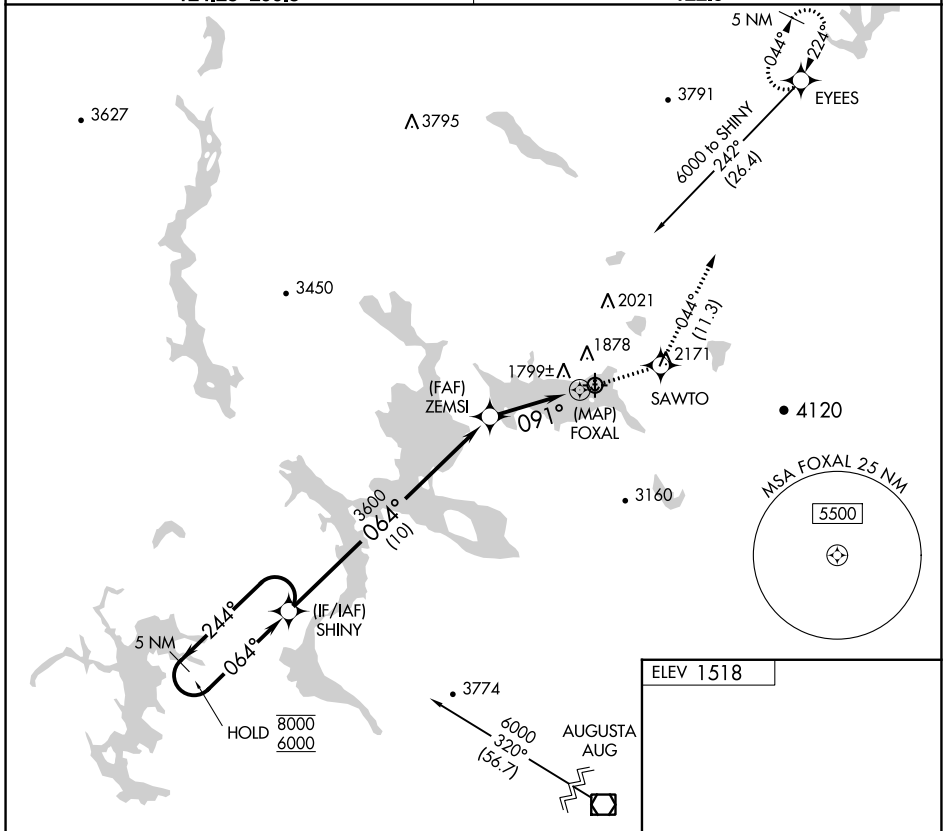 5 NM
044°
224°
EYEES
3627
3795
3791
6000 to SHINY
242°
(26.4)
3450
2021
044°
(11.3)
1878
1799±
2171
(FAF)
ZEMSI
091°
(MAP)
FOXAL
SAWTO
4120
3600
064°
(10)
3160
MSA FOXAL 25 NM
5500
244°
(IF/IAF)
SHINY
5 NM
064°
HOLD
8000
6000
3774
6000
320°
(56.7)
AUGUSTA
AUG
ELEV 1518